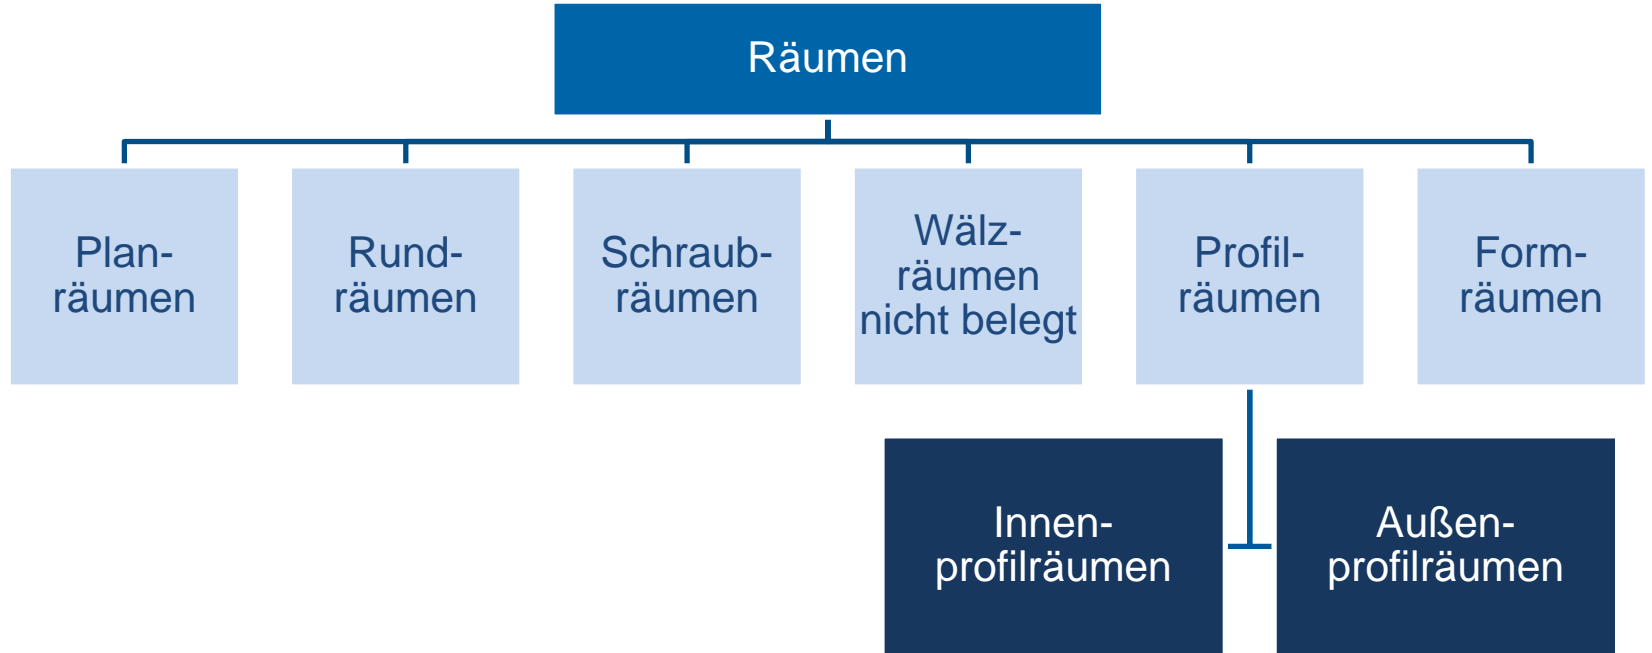 Räumen
Plan-
räumen
Rund-
räumen
Schraub-
räumen
Wälz-
räumen
nicht belegt
Profil-
räumen
Form-
räumen
Innen-
profilräumen
Außen-
profilräumen